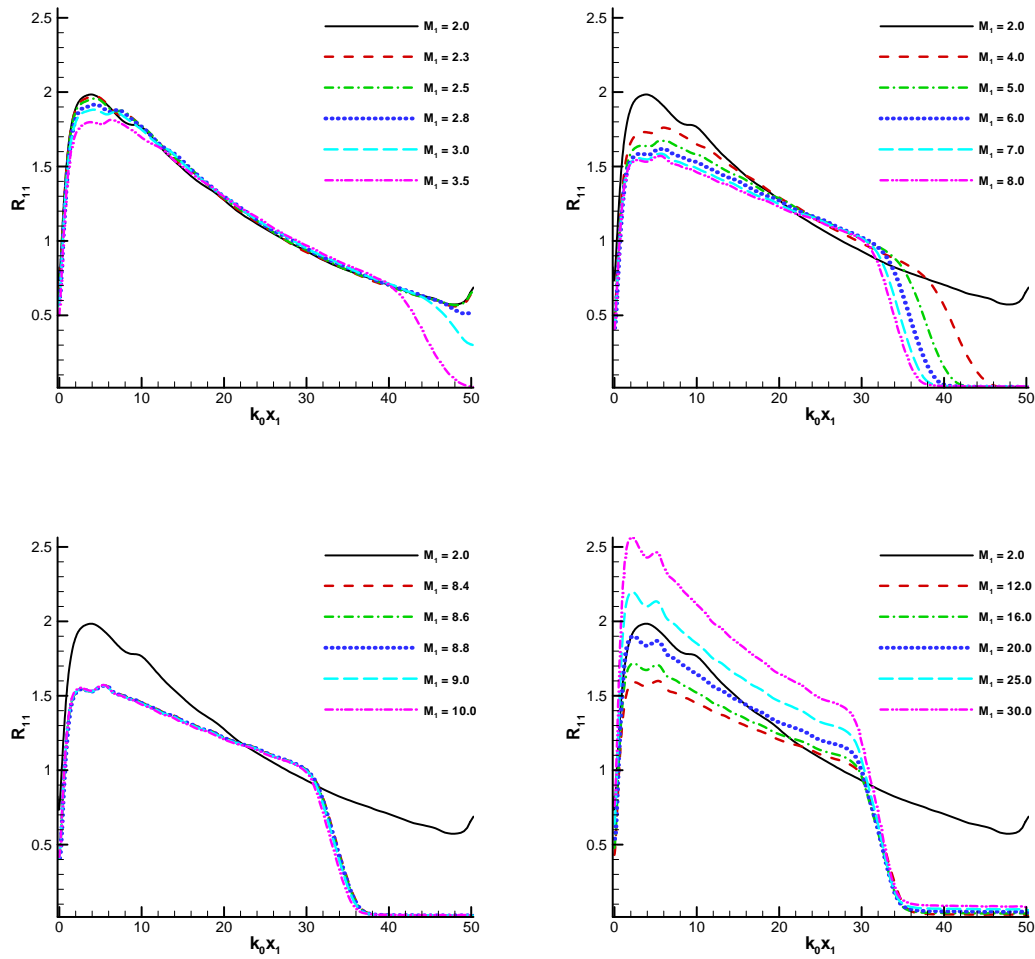 2.5
2
1.5
1
0.5
R11
0
10
20
30
40
50
k0x1
M1 = 2.0
M1 = 2.3
M1 = 2.5
M1 = 2.8
M1 = 3.0
M1 = 3.5
2.5
2
1.5
1
0.5
R11
0
10
20
30
40
50
k0x1
M1 = 2.0
M1 = 4.0
M1 = 5.0
M1 = 6.0
M1 = 7.0
M1 = 8.0
2.5
2
1.5
1
0.5
R11
0
10
20
30
40
50
k0x1
M1 = 2.0
M1 = 8.4
M1 = 8.6
M1 = 8.8
M1 = 9.0
M1 = 10.0
2.5
2
1.5
1
0.5
R11
0
10
20
30
40
50
k0x1
M1 = 2.0
M1 = 12.0
M1 = 16.0
M1 = 20.0
M1 = 25.0
M1 = 30.0